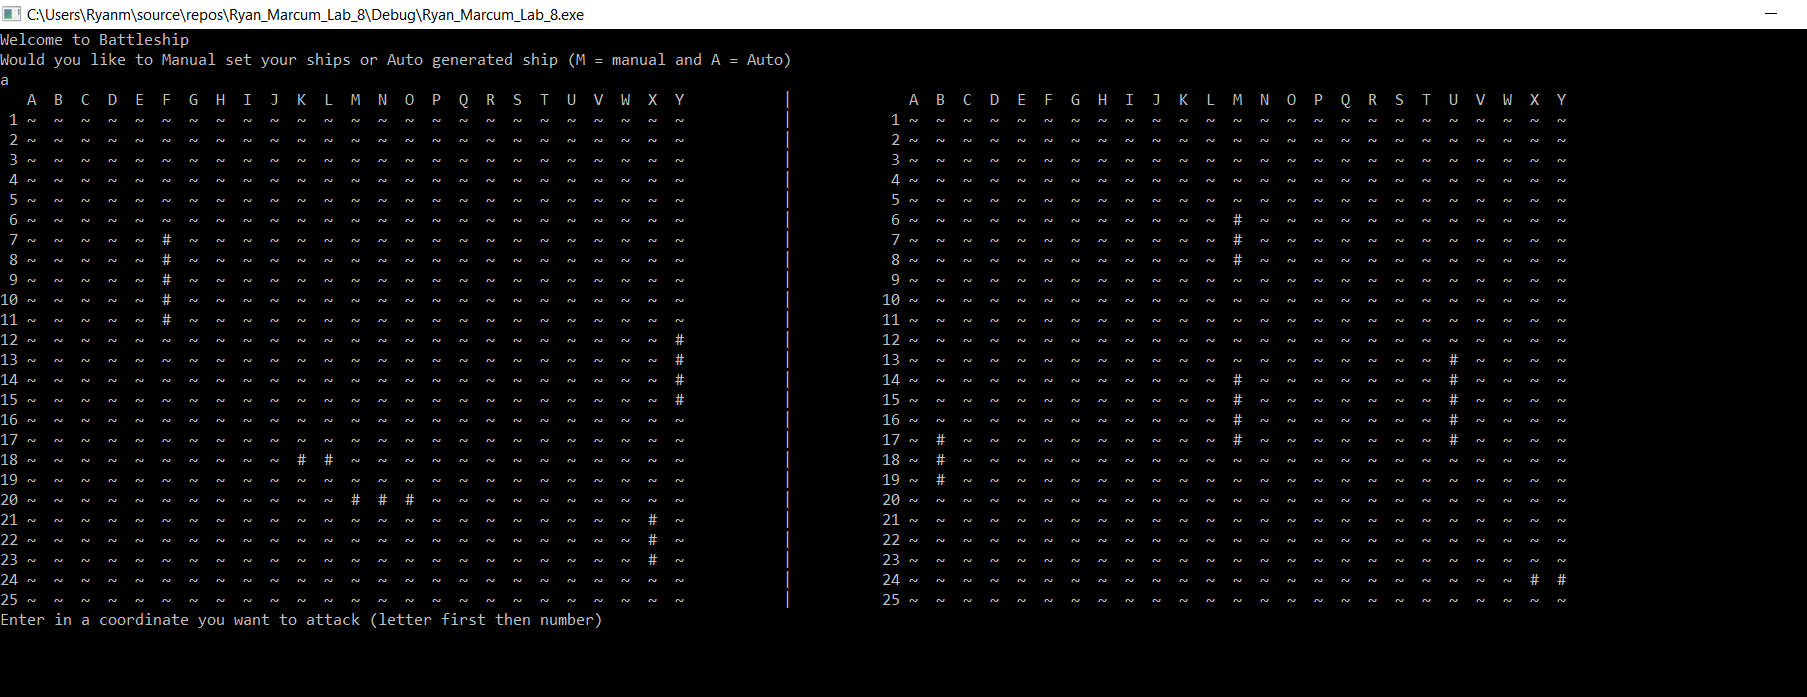 C:\Users\Ryanm\source\repos\Ryan_Marcum_Lab_8\Debug\Ryan_Marcum_Lab_8.exe
Welcome to Battleship
Would you like to Manual set your ships or Auto generated ship (M = manual and A = Auto)
a
A B C D E F G H I J K L M N O P Q R S T U V W X Y | A B C D E F G H I J K L M N O P Q R S T U V W X Y
1 ~ ~ ~ ~ ~ ~ ~ ~ ~ ~ ~ ~ ~ ~ ~ ~ ~ ~ ~ ~ ~ ~ ~ ~ ~ | 1 ~ ~ ~ ~ ~ ~ ~ ~ ~ ~ ~ ~ ~ ~ ~ ~ ~ ~ ~ ~ ~ ~ ~ ~ ~
2 ~ ~ ~ ~ ~ ~ ~ ~ ~ ~ ~ ~ ~ ~ ~ ~ ~ ~ ~ ~ ~ ~ ~ ~ ~ | 2 ~ ~ ~ ~ ~ ~ ~ ~ ~ ~ ~ ~ ~ ~ ~ ~ ~ ~ ~ ~ ~ ~ ~ ~ ~
3 ~ ~ ~ ~ ~ ~ ~ ~ ~ ~ ~ ~ ~ ~ ~ ~ ~ ~ ~ ~ ~ ~ ~ ~ ~ | 3 ~ ~ ~ ~ ~ ~ ~ ~ ~ ~ ~ ~ ~ ~ ~ ~ ~ ~ ~ ~ ~ ~ ~ ~ ~
4 ~ ~ ~ ~ ~ ~ ~ ~ ~ ~ ~ ~ ~ ~ ~ ~ ~ ~ ~ ~ ~ ~ ~ ~ ~ | 4 ~ ~ ~ ~ ~ ~ ~ ~ ~ ~ ~ ~ ~ ~ ~ ~ ~ ~ ~ ~ ~ ~ ~ ~ ~
5 ~ ~ ~ ~ ~ ~ ~ ~ ~ ~ ~ ~ ~ ~ ~ ~ ~ ~ ~ ~ ~ ~ ~ ~ ~ | 5 ~ ~ ~ ~ ~ ~ ~ ~ ~ ~ ~ ~ ~ ~ ~ ~ ~ ~ ~ ~ ~ ~ ~ ~ ~
6 ~ ~ ~ ~ ~ ~ ~ ~ ~ ~ ~ ~ ~ ~ ~ ~ ~ ~ ~ ~ ~ ~ ~ ~ ~ | 6 ~ ~ ~ ~ ~ ~ ~ ~ ~ ~ ~ ~ # ~ ~ ~ ~ ~ ~ ~ ~ ~ ~ ~ ~
7 ~ ~ ~ ~ ~ # ~ ~ ~ ~ ~ ~ ~ ~ ~ ~ ~ ~ ~ ~ ~ ~ ~ ~ ~ | 7 ~ ~ ~ ~ ~ ~ ~ ~ ~ ~ ~ ~ # ~ ~ ~ ~ ~ ~ ~ ~ ~ ~ ~ ~
8 ~ ~ ~ ~ ~ # ~ ~ ~ ~ ~ ~ ~ ~ ~ ~ ~ ~ ~ ~ ~ ~ ~ ~ ~ | 8 ~ ~ ~ ~ ~ ~ ~ ~ ~ ~ ~ ~ # ~ ~ ~ ~ ~ ~ ~ ~ ~ ~ ~ ~
9 ~ ~ ~ ~ ~ # ~ ~ ~ ~ ~ ~ ~ ~ ~ ~ ~ ~ ~ ~ ~ ~ ~ ~ ~ | 9 ~ ~ ~ ~ ~ ~ ~ ~ ~ ~ ~ ~ ~ ~ ~ ~ ~ ~ ~ ~ ~ ~ ~ ~ ~
10 ~ ~ ~ ~ ~ # ~ ~ ~ ~ ~ ~ ~ ~ ~ ~ ~ ~ ~ ~ ~ ~ ~ ~ ~ | 10 ~ ~ ~ ~ ~ ~ ~ ~ ~ ~ ~ ~ ~ ~ ~ ~ ~ ~ ~ ~ ~ ~ ~ ~ ~
11 ~ ~ ~ ~ ~ # ~ ~ ~ ~ ~ ~ ~ ~ ~ ~ ~ ~ ~ ~ ~ ~ ~ ~ ~ | 11 ~ ~ ~ ~ ~ ~ ~ ~ ~ ~ ~ ~ ~ ~ ~ ~ ~ ~ ~ ~ ~ ~ ~ ~ ~
12 ~ ~ ~ ~ ~ ~ ~ ~ ~ ~ ~ ~ ~ ~ ~ ~ ~ ~ ~ ~ ~ ~ ~ ~ # | 12 ~ ~ ~ ~ ~ ~ ~ ~ ~ ~ ~ ~ ~ ~ ~ ~ ~ ~ ~ ~ ~ ~ ~ ~ ~
13 ~ ~ ~ ~ ~ ~ ~ ~ ~ ~ ~ ~ ~ ~ ~ ~ ~ ~ ~ ~ ~ ~ ~ ~ # | 13 ~ ~ ~ ~ ~ ~ ~ ~ ~ ~ ~ ~ ~ ~ ~ ~ ~ ~ ~ ~ # ~ ~ ~ ~
14 ~ ~ ~ ~ ~ ~ ~ ~ ~ ~ ~ ~ ~ ~ ~ ~ ~ ~ ~ ~ ~ ~ ~ ~ # | 14 ~ ~ ~ ~ ~ ~ ~ ~ ~ ~ ~ ~ # ~ ~ ~ ~ ~ ~ ~ # ~ ~ ~ ~
15 ~ ~ ~ ~ ~ ~ ~ ~ ~ ~ ~ ~ ~ ~ ~ ~ ~ ~ ~ ~ ~ ~ ~ ~ # | 15 ~ ~ ~ ~ ~ ~ ~ ~ ~ ~ ~ ~ # ~ ~ ~ ~ ~ ~ ~ # ~ ~ ~ ~
16 ~ ~ ~ ~ ~ ~ ~ ~ ~ ~ ~ ~ ~ ~ ~ ~ ~ ~ ~ ~ ~ ~ ~ ~ ~ | 16 ~ ~ ~ ~ ~ ~ ~ ~ ~ ~ ~ ~ # ~ ~ ~ ~ ~ ~ ~ # ~ ~ ~ ~
17 ~ ~ ~ ~ ~ ~ ~ ~ ~ ~ ~ ~ ~ ~ ~ ~ ~ ~ ~ ~ ~ ~ ~ ~ ~ | 17 ~ # ~ ~ ~ ~ ~ ~ ~ ~ ~ ~ # ~ ~ ~ ~ ~ ~ ~ # ~ ~ ~ ~
18 ~ ~ ~ ~ ~ ~ ~ ~ ~ ~ # # ~ ~ ~ ~ ~ ~ ~ ~ ~ ~ ~ ~ ~ | 18 ~ # ~ ~ ~ ~ ~ ~ ~ ~ ~ ~ ~ ~ ~ ~ ~ ~ ~ ~ ~ ~ ~ ~ ~
19 ~ ~ ~ ~ ~ ~ ~ ~ ~ ~ ~ ~ ~ ~ ~ ~ ~ ~ ~ ~ ~ ~ ~ ~ ~ | 19 ~ # ~ ~ ~ ~ ~ ~ ~ ~ ~ ~ ~ ~ ~ ~ ~ ~ ~ ~ ~ ~ ~ ~ ~
20 ~ ~ ~ ~ ~ ~ ~ ~ ~ ~ ~ ~ # # # ~ ~ ~ ~ ~ ~ ~ ~ ~ ~ | 20 ~ ~ ~ ~ ~ ~ ~ ~ ~ ~ ~ ~ ~ ~ ~ ~ ~ ~ ~ ~ ~ ~ ~ ~ ~
21 ~ ~ ~ ~ ~ ~ ~ ~ ~ ~ ~ ~ ~ ~ ~ ~ ~ ~ ~ ~ ~ ~ ~ # ~ | 21 ~ ~ ~ ~ ~ ~ ~ ~ ~ ~ ~ ~ ~ ~ ~ ~ ~ ~ ~ ~ ~ ~ ~ ~ ~
22 ~ ~ ~ ~ ~ ~ ~ ~ ~ ~ ~ ~ ~ ~ ~ ~ ~ ~ ~ ~ ~ ~ ~ # ~ | 22 ~ ~ ~ ~ ~ ~ ~ ~ ~ ~ ~ ~ ~ ~ ~ ~ ~ ~ ~ ~ ~ ~ ~ ~ ~
23 ~ ~ ~ ~ ~ ~ ~ ~ ~ ~ ~ ~ ~ ~ ~ ~ ~ ~ ~ ~ ~ ~ ~ # ~ | 23 ~ ~ ~ ~ ~ ~ ~ ~ ~ ~ ~ ~ ~ ~ ~ ~ ~ ~ ~ ~ ~ ~ ~ ~ ~
24 ~ ~ ~ ~ ~ ~ ~ ~ ~ ~ ~ ~ ~ ~ ~ ~ ~ ~ ~ ~ ~ ~ ~ ~ ~ | 24 ~ ~ ~ ~ ~ ~ ~ ~ ~ ~ ~ ~ ~ ~ ~ ~ ~ ~ ~ ~ ~ ~ ~ # #
25 ~ ~ ~ ~ ~ ~ ~ ~ ~ ~ ~ ~ ~ ~ ~ ~ ~ ~ ~ ~ ~ ~ ~ ~ ~ | 25 ~ ~ ~ ~ ~ ~ ~ ~ ~ ~ ~ ~ ~ ~ ~ ~ ~ ~ ~ ~ ~ ~ ~ ~ ~
Enter in a coordinate you want to attack (letter first then number)